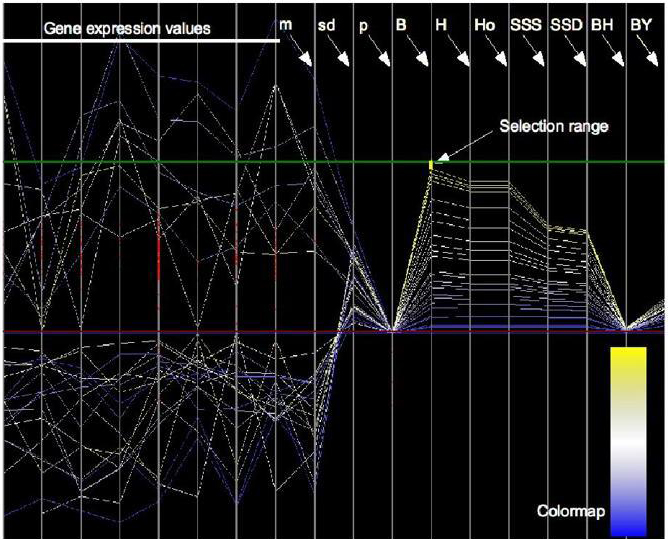 Gene expression values m sd p B H Ho SSS SSD BH BY
Selection range
Colormap